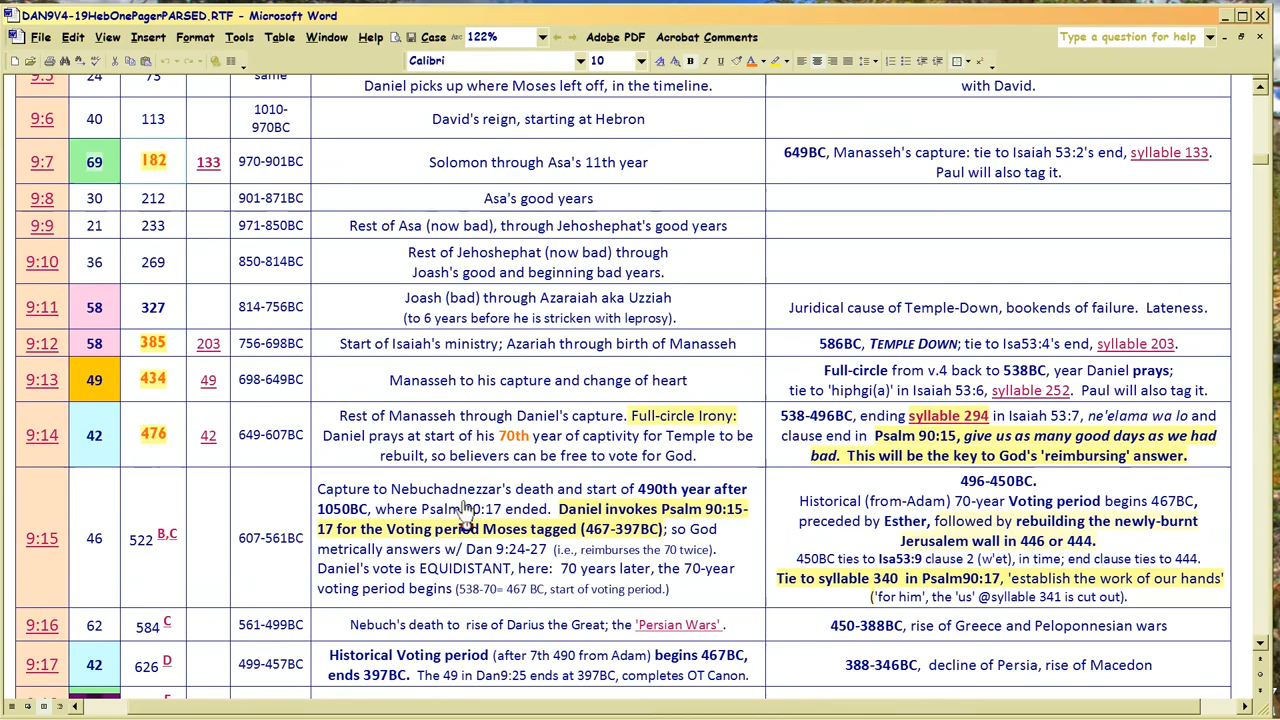 DAN9V4-19HebOnePagerPARSED.RTF - Microsoft Word
File Edit View Insert Format Tools Table Window Help Case 122% Adobe PDF Acrobat Comments Type a question for help
Calibri 10
9:5 24 73 same Daniel picks up where Moses left off, in the timeline. with David.
9:6 40 113 1010-
970BC David's reign, starting at Hebron
9:7 69 182 133 970-901BC Solomon through Asa's 11th year 649BC, Manasseh's capture: tie to Isaiah 53:2's end, syllable 133.
Paul will also tag it.
9:8 30 212 901-871BC Asa's good years
9:9 21 233 971-850BC Rest of Asa (now bad), through Jehoshephat's good years
9:10 36 269 850-814BC Rest of Jehoshephat (now bad) through
Joash's good and beginning bad years.
9:11 58 327 814-756BC Joash (bad) through Azaraiah aka Uzziah
(to 6 years before he is stricken with leprosy).
Juridical cause of Temple-Down, bookends of failure. Lateness.
9:12 58 385 203 756-698BC Start of Isaiah's ministry; Azariah through birth of Manasseh 586BC, TEMPLE DOWN; tie to Isa53:4's end, syllable 203.
9:13 49 434 49 698-649BC Manasseh to his capture and change of heart
Full-circle from v.4 back to 538BC, year Daniel prays;
tie to 'hiphgi(a)' in Isaiah 53:6, syllable 252. Paul will also tag it.
9:14 42 476 42 649-607BC
Rest of Manasseh through Daniel's capture. Full-circle Irony:
Daniel prays at start of his 70th year of captivity for Temple to be
rebuilt, so believers can be free to vote for God.
538-496BC, ending syllable 294 in Isaiah 53:7, ne'elama wa lo and
clause end in Psalm 90:15, give us as many good days as we had
bad. This will be the key to God's 'reimbursing' answer.
9:15 46 522 B,C 607-561BC
Capture to Nebuchadnezzar's death and start of 490th year after
1050BC, where Psalm 90:17 ended. Daniel invokes Psalm 90:15-
17 for the Voting period Moses tagged (467-397BC); so God
metrically answers w/ Dan 9:24-27 (i.e., reimburses the 70 twice).
Daniel's vote is EQUIDISTANT, here: 70 years later, the 70-year
voting period begins (538-70= 467 BC, start of voting period.)
496-450BC.
Historical (from-Adam) 70-year Voting period begins 467BC,
preceded by Esther, followed by rebuilding the newly-burnt
Jerusalem wall in 446 or 444.
450BC ties to Isa53:9 clause 2 (w'et), in time; end clause ties to 444.
Tie to syllable 340 in Psalm90:17, 'establish the work of our hands'
('for him', the 'us' @syllable 341 is cut out).
9:16 62 584 C 561-499BC Nebuch's death to rise of Darius the Great; the 'Persian Wars'. 450-388BC, rise of Greece and Peloponnesian wars
9:17 42 626 D 499-457BC
Historical Voting period (after 7th 490 from Adam) begins 467BC,
ends 397BC. The 49 in Dan9:25 ends at 397BC, completes OT Canon.
388-346BC, decline of Persia, rise of Macedon